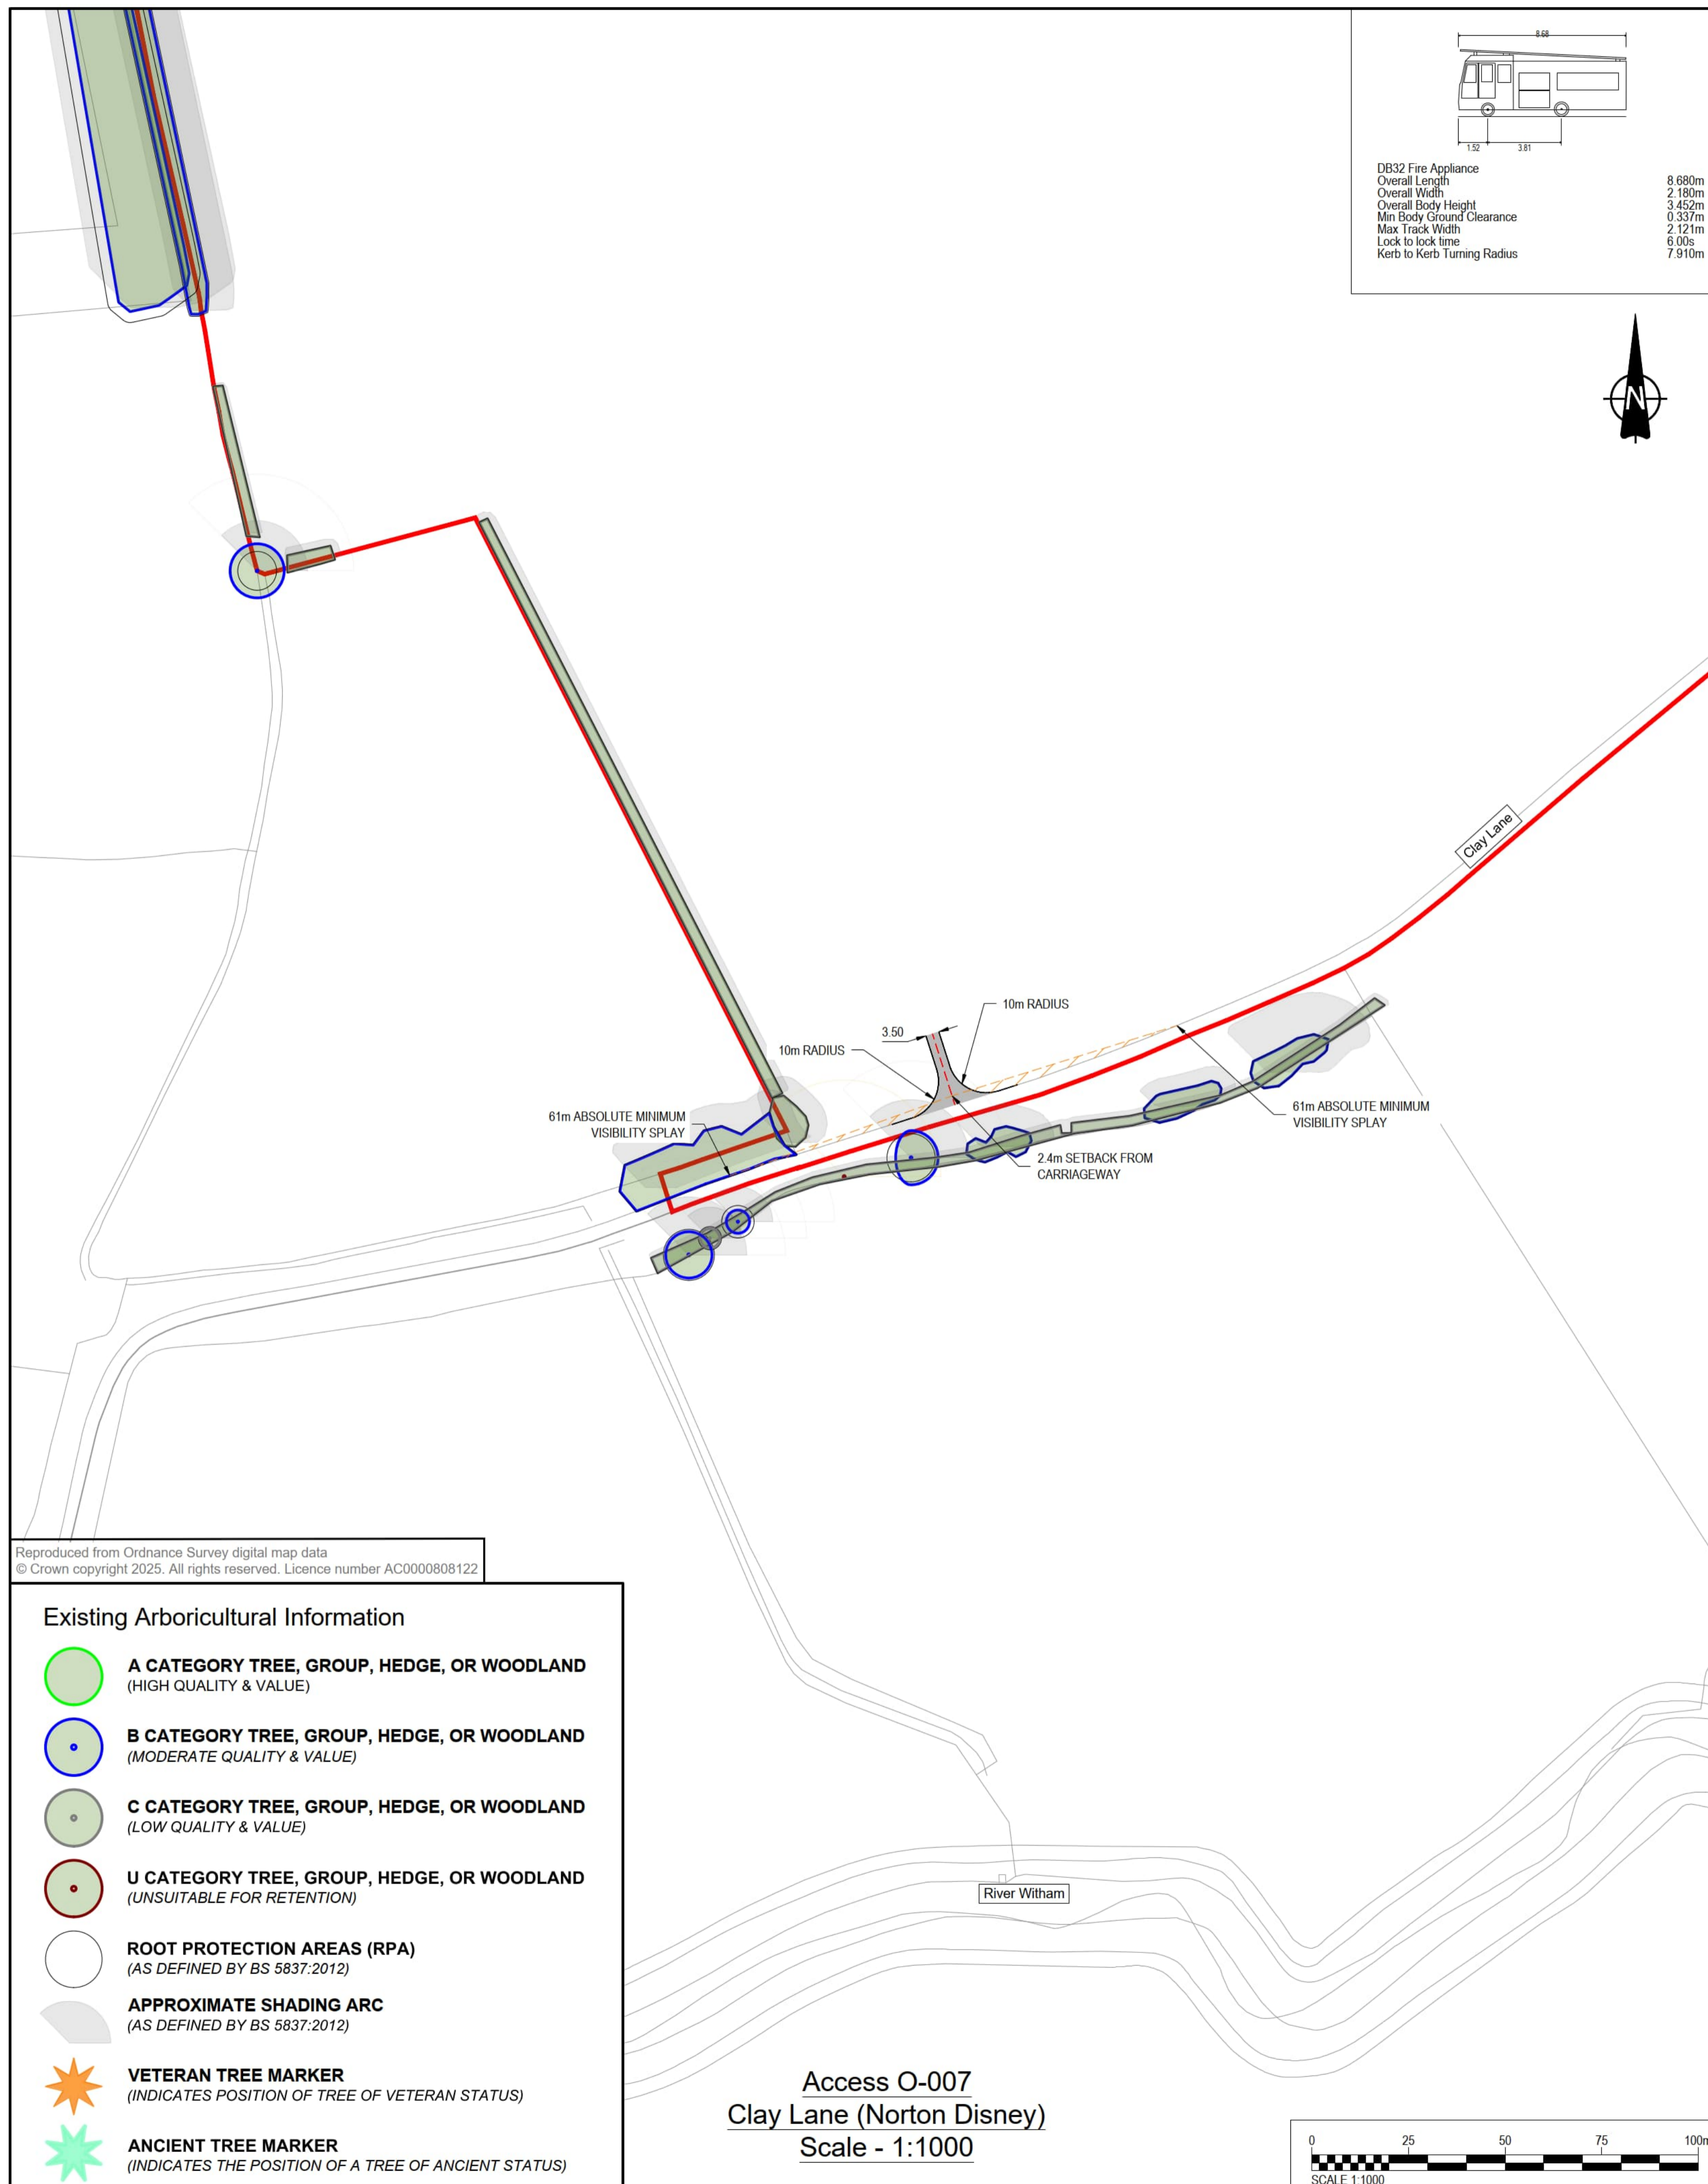 8.68
1.52
3.81
DB32 Fire Appliance
Overall Length 8.680m
Overall Width 2.180m
Overall Body Height 3.452m
Min Body Ground Clearance 0.337m
Max Track Width 2.121m
Lock to lock time 6.00s
Kerb to Kerb Turning Radius 7.910m
N
Clay Lane
10m RADIUS
3.50
10m RADIUS
61m ABSOLUTE MINIMUM
VISIBILITY SPLAY
61m ABSOLUTE MINIMUM
VISIBILITY SPLAY
2.4m SETBACK FROM
CARRIAGEWAY
Reproduced from Ordnance Survey digital map data
© Crown copyright 2025. All rights reserved. Licence number AC0000808122
Existing Arboricultural Information
A CATEGORY TREE, GROUP, HEDGE, OR WOODLAND
(HIGH QUALITY & VALUE)
B CATEGORY TREE, GROUP, HEDGE, OR WOODLAND
(MODERATE QUALITY & VALUE)
C CATEGORY TREE, GROUP, HEDGE, OR WOODLAND
(LOW QUALITY & VALUE)
U CATEGORY TREE, GROUP, HEDGE, OR WOODLAND
(UNSUITABLE FOR RETENTION)
ROOT PROTECTION AREAS (RPA)
(AS DEFINED BY BS 5837:2012)
APPROXIMATE SHADING ARC
(AS DEFINED BY BS 5837:2012)
VETERAN TREE MARKER
(INDICATES POSITION OF TREE OF VETERAN STATUS)
ANCIENT TREE MARKER
(INDICATES THE POSITION OF A TREE OF ANCIENT STATUS)
River Witham
Access O-007
Clay Lane (Norton Disney)
Scale - 1:1000
0 25 50 75 100m
SCALE 1:1000